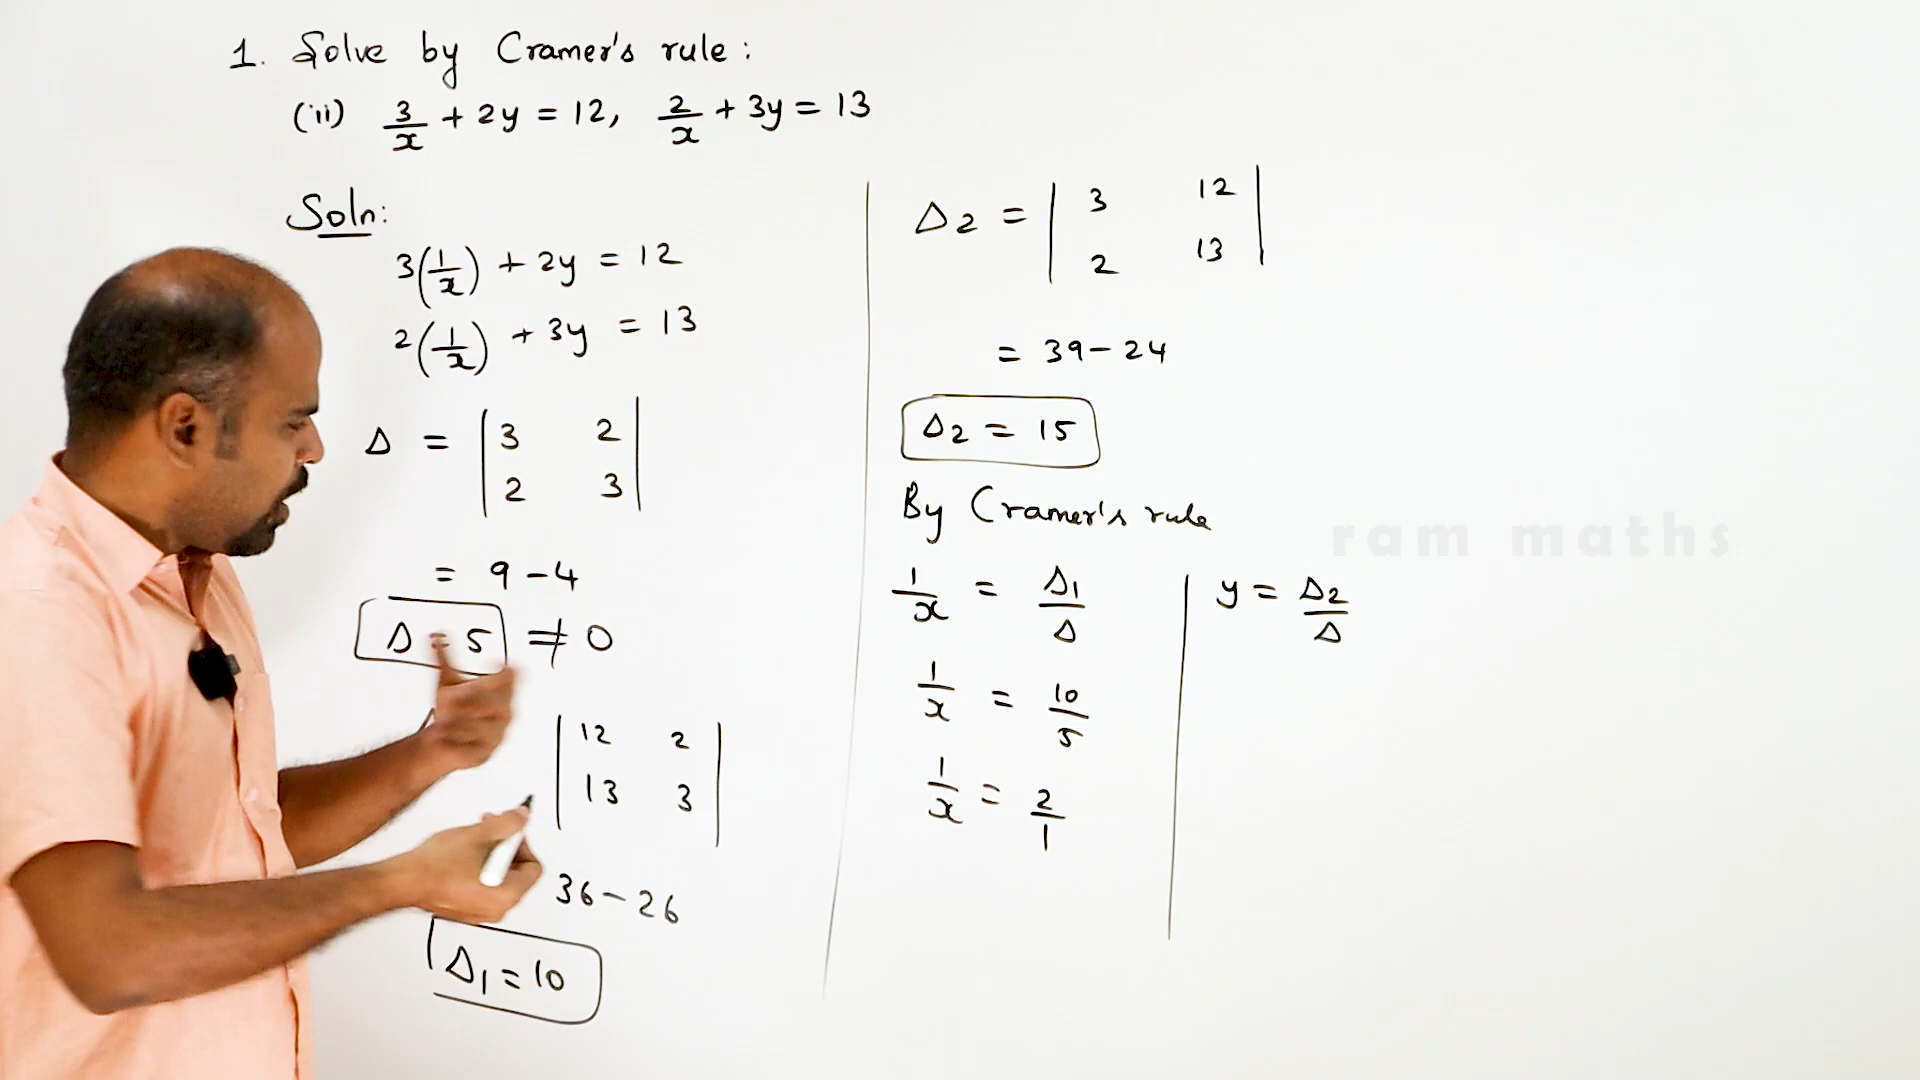 1. Solve by Cramer's rule:
(ii) 3/x + 2y = 12, 2/x + 3y = 13
Soln:
3(1/x) + 2y = 12
2(1/x) + 3y = 13
Δ = | 3 2 |
| 2 3 |
= 9 - 4
Δ = 5 ≠ 0
| 12 2 |
| 13 3 |
36 - 26
Δ1 = 10
Δ2 = | 3 12 |
| 2 13 |
= 39 - 24
Δ2 = 15
By Cramer's rule
1/x = Δ1/Δ
1/x = 10/5
1/x = 2/1
y = Δ2/Δ
ram maths